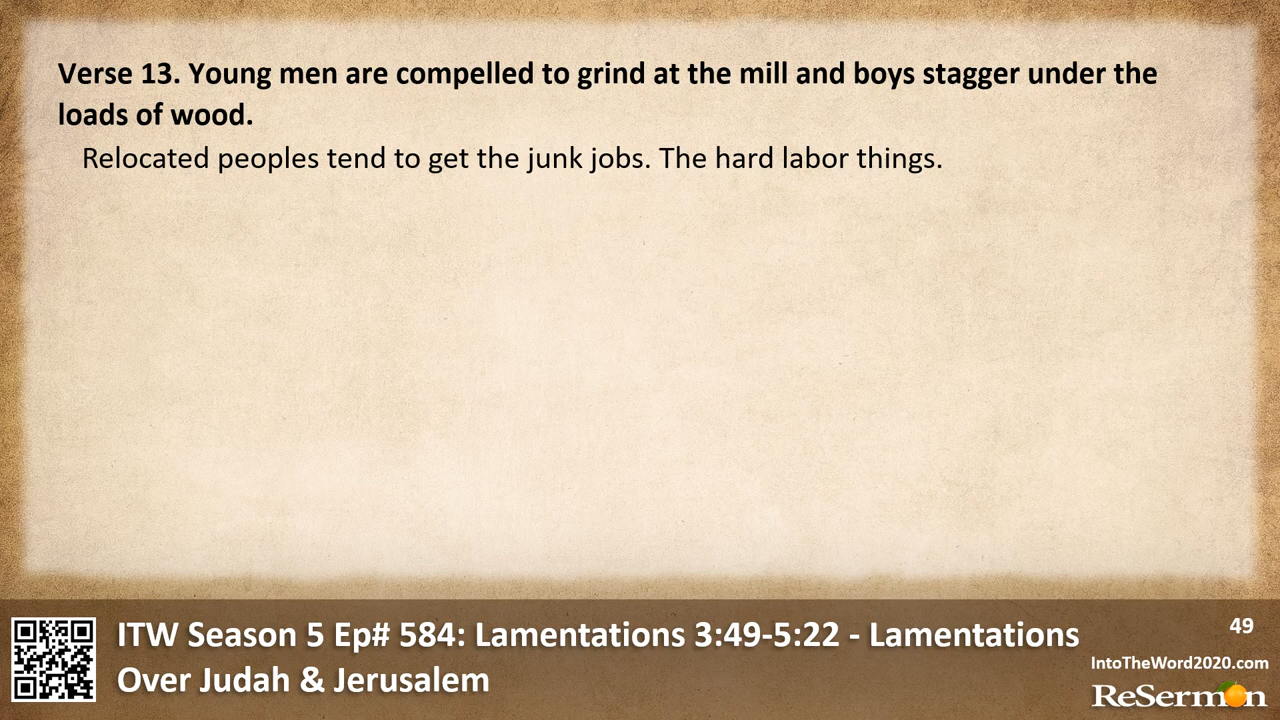 Verse 13. Young men are compelled to grind at the mill and boys stagger under the
loads of wood.
Relocated peoples tend to get the junk jobs. The hard labor things.
ITW Season 5 Ep# 584: Lamentations 3:49-5:22 - Lamentations
Over Judah & Jerusalem
49
IntoTheWord2020.com
ReSermon